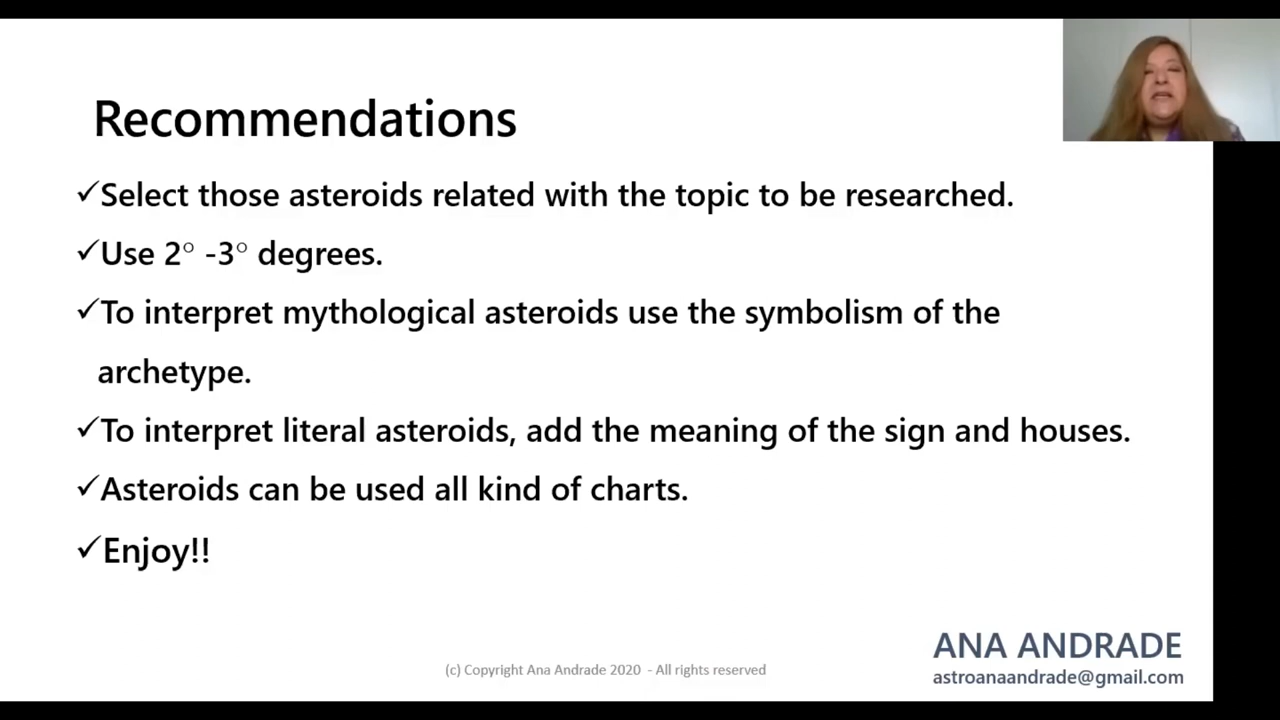 Recommendations
✓Select those asteroids related with the topic to be researched.
✓Use 2° -3° degrees.
✓To interpret mythological asteroids use the symbolism of the
archetype.
✓To interpret literal asteroids, add the meaning of the sign and houses.
✓Asteroids can be used all kind of charts.
✓Enjoy!!
ANA ANDRADE
(c) Copyright Ana Andrade 2020 - All rights reserved
astroanaandrade@gmail.com